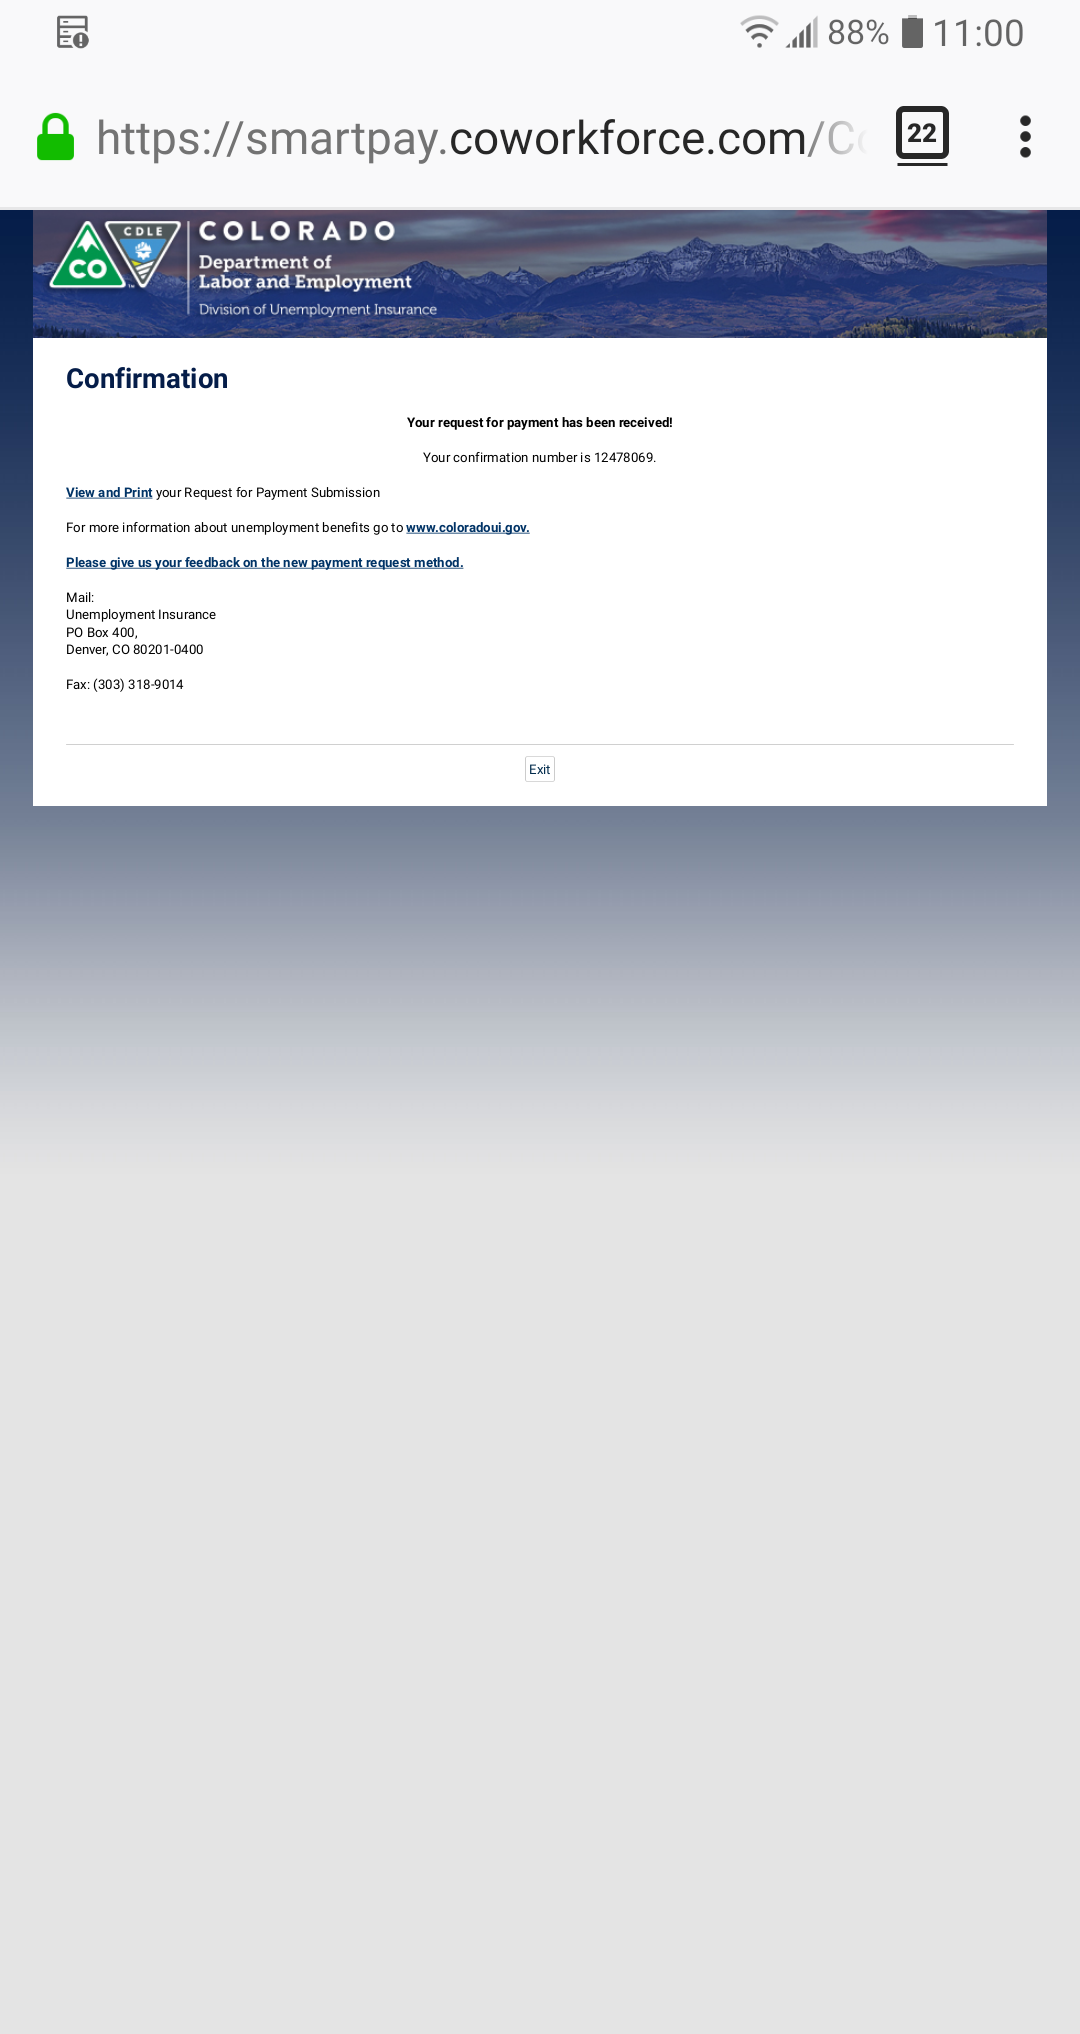 88% 11:00
https://smartpay.coworkforce.com/Co
22
CO
CDLE
TM
COLORADO
Department of
Labor and Employment
Division of Unemployment Insurance
Confirmation
Your request for payment has been received!
Your confirmation number is 12478069.
View and Print your Request for Payment Submission
For more information about unemployment benefits go to www.coloradoui.gov.
Please give us your feedback on the new payment request method.
Mail:
Unemployment Insurance
PO Box 400,
Denver, CO 80201-0400
Fax: (303) 318-9014
Exit